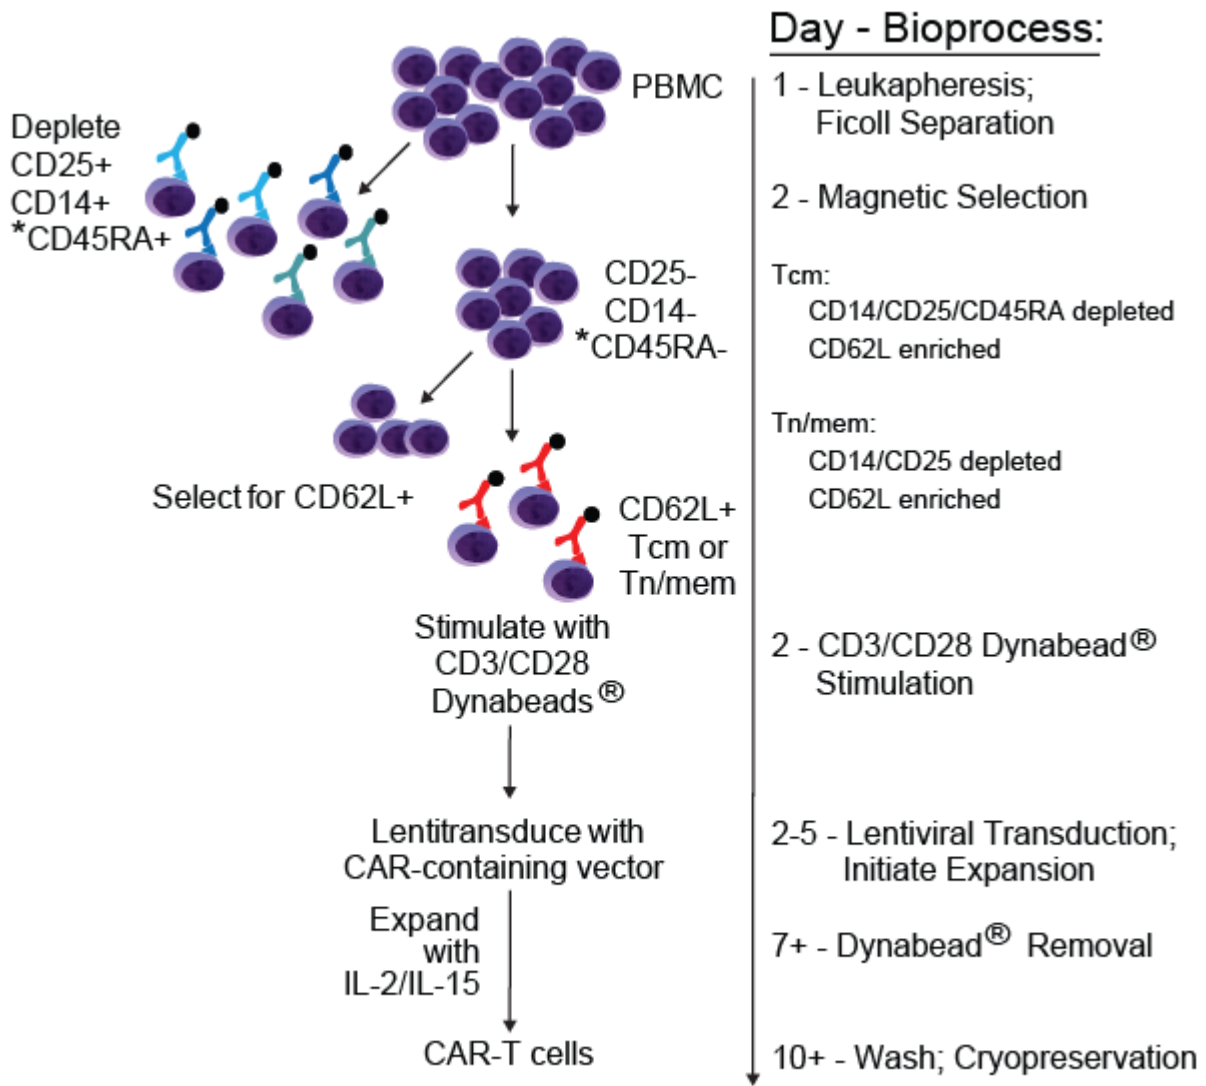 Day - Bioprocess:
PBMC
Deplete
CD25+
CD14+
*CD45RA+
CD25-
CD14-
*CD45RA-
Select for CD62L+
CD62L+
Tcm or
Tn/mem
Stimulate with
CD3/CD28
Dynabeads®
Lentitransduce with
CAR-containing vector
Expand
with
IL-2/IL-15
CAR-T cells
1 - Leukapheresis;
Ficoll Separation
2 - Magnetic Selection
Tcm:
CD14/CD25/CD45RA depleted
CD62L enriched
Tn/mem:
CD14/CD25 depleted
CD62L enriched
2 - CD3/CD28 Dynabead®
Stimulation
2-5 - Lentiviral Transduction;
Initiate Expansion
7+ - Dynabead® Removal
10+ - Wash; Cryopreservation